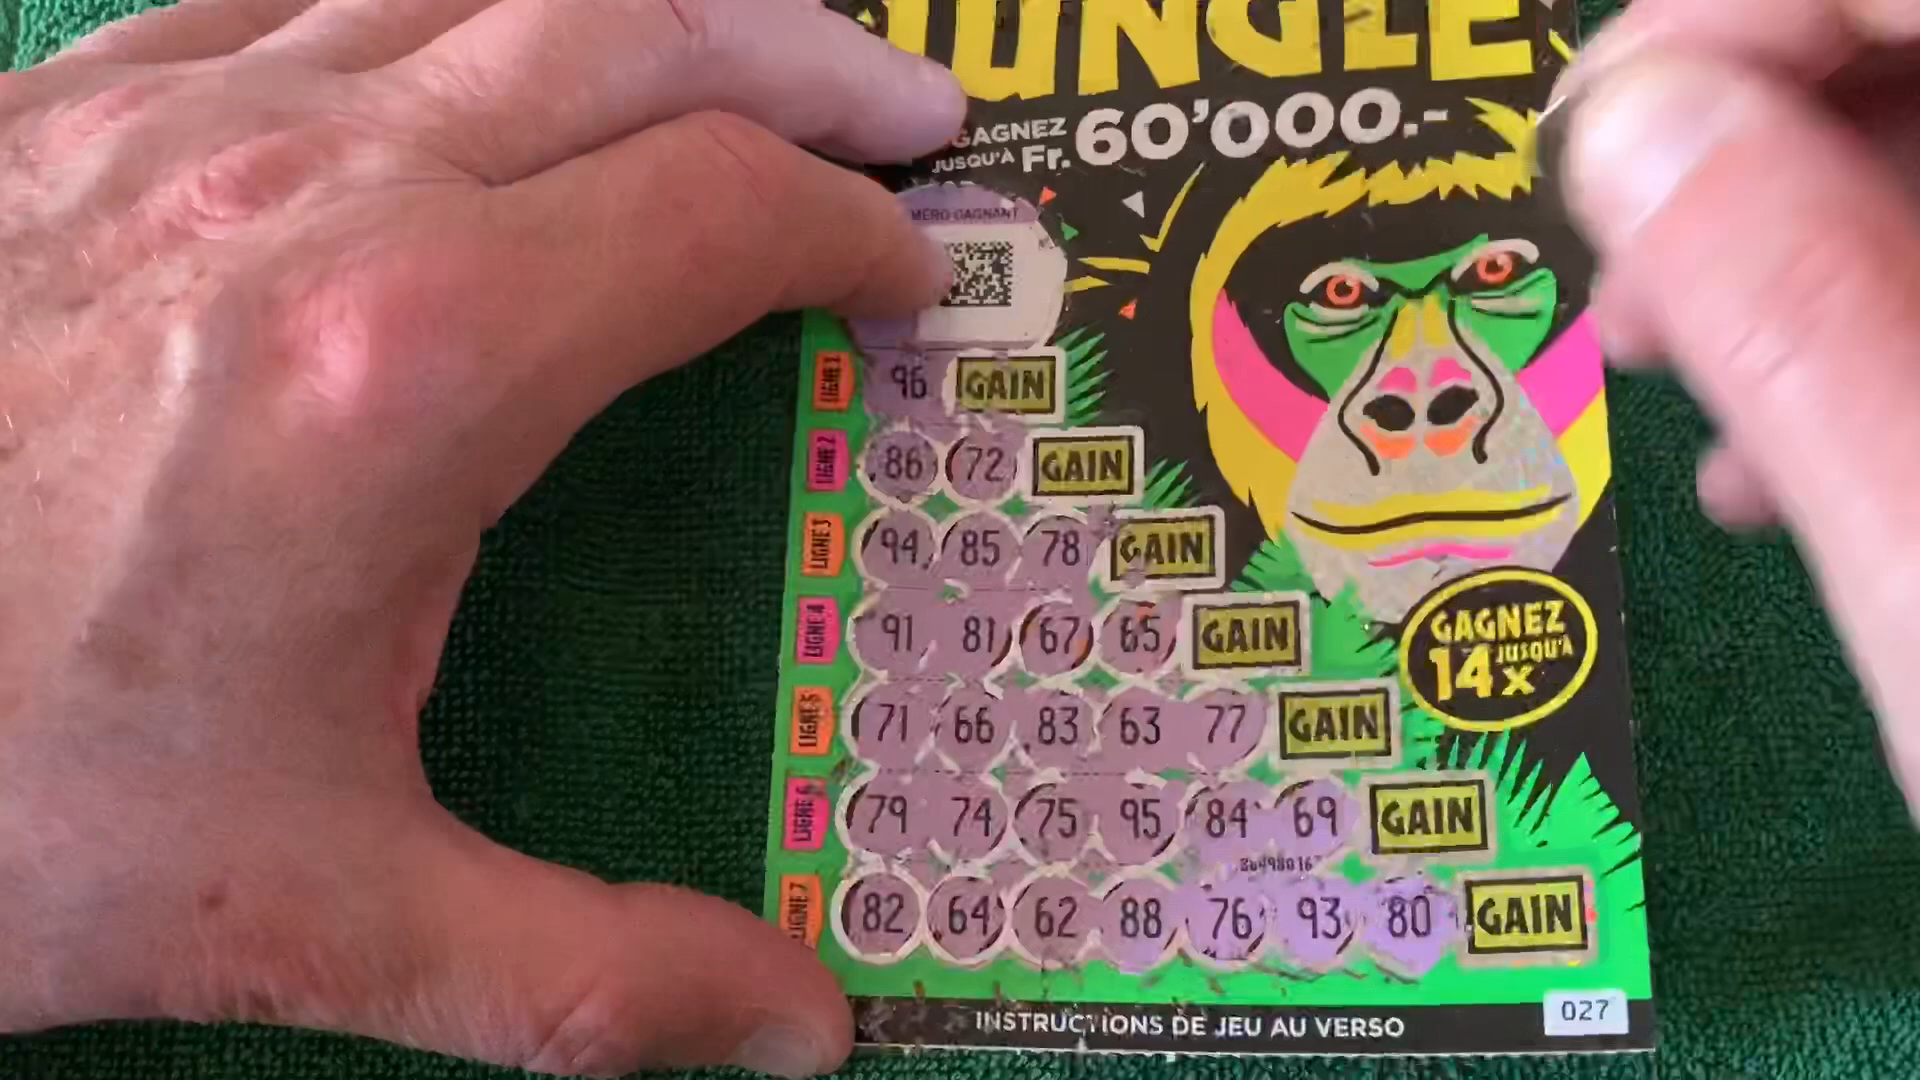 JUNGLE
GAGNEZ
JUSQU'À Fr. 60'000.-
MÉRO GAGNANT
LIGNE 1 96 GAIN
LIGNE 2 86 72 GAIN
LIGNE 3 94 85 78 GAIN
LIGNE 4 91 81 67 65 GAIN
GAGNEZ
JUSQU'À
14x
LIGNE 5 71 66 83 63 77 GAIN
LIGNE 6 79 74 75 95 84 69 GAIN
LIGNE 7 82 64 62 88 76 93 80 GAIN
INSTRUCTIONS DE JEU AU VERSO
027